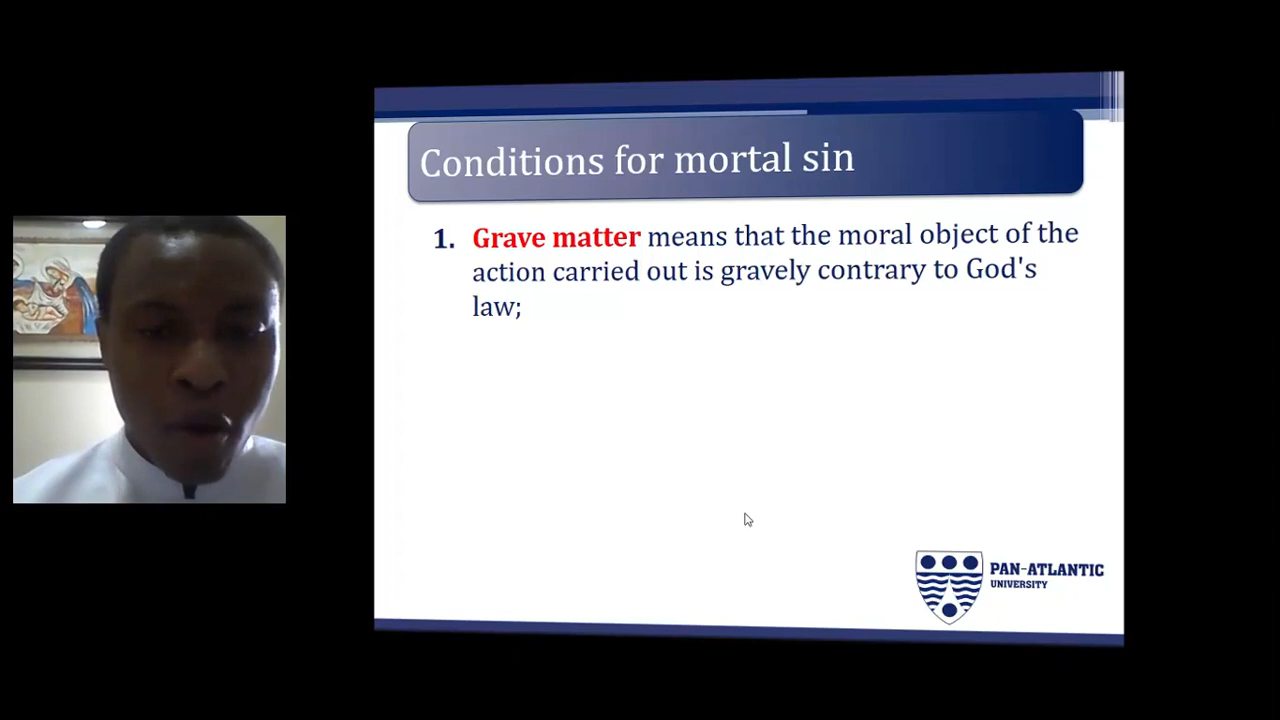 Conditions for mortal sin
1. Grave matter means that the moral object of the
action carried out is gravely contrary to God's
law;
PAN-ATLANTIC
UNIVERSITY